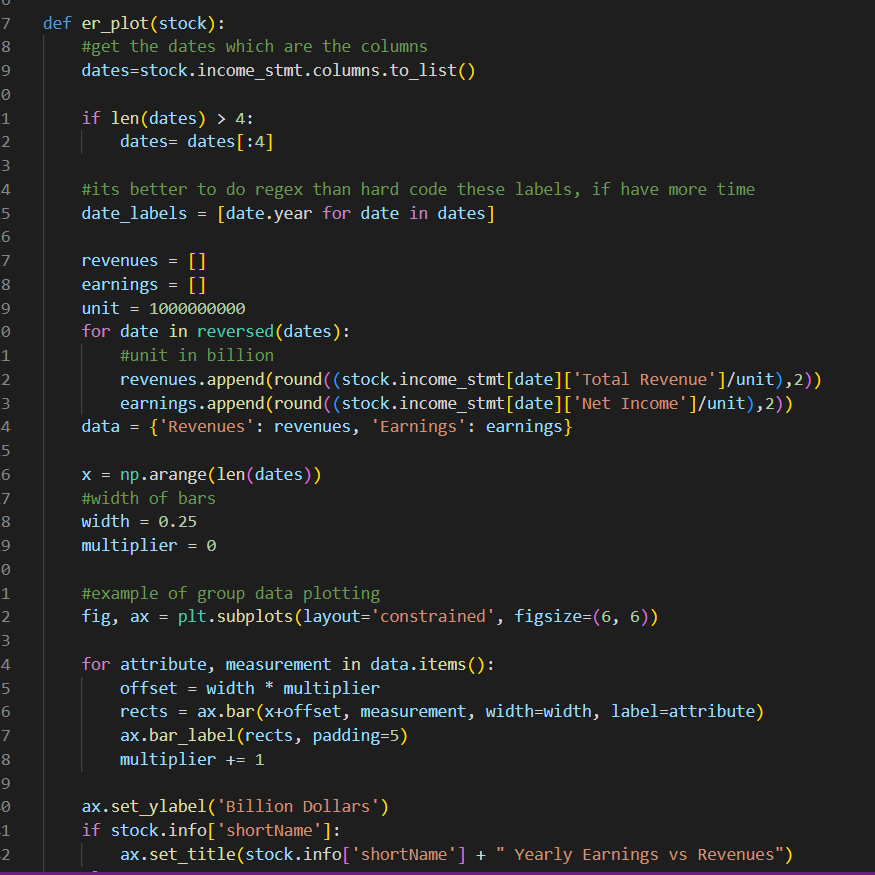 7 def er_plot(stock):
8 #get the dates which are the columns
9 dates=stock.income_stmt.columns.to_list()
0
1 if len(dates) > 4:
2 dates= dates[:4]
3
4 #its better to do regex than hard code these labels, if have more time
5 date_labels = [date.year for date in dates]
6
7 revenues = []
8 earnings = []
9 unit = 1000000000
0 for date in reversed(dates):
1 #unit in billion
2 revenues.append(round((stock.income_stmt[date]['Total Revenue']/unit),2))
3 earnings.append(round((stock.income_stmt[date]['Net Income']/unit),2))
4 data = {'Revenues': revenues, 'Earnings': earnings}
5
6 x = np.arange(len(dates))
7 #width of bars
8 width = 0.25
9 multiplier = 0
0
1 #example of group data plotting
2 fig, ax = plt.subplots(layout='constrained', figsize=(6, 6))
3
4 for attribute, measurement in data.items():
5 offset = width * multiplier
6 rects = ax.bar(x+offset, measurement, width=width, label=attribute)
7 ax.bar_label(rects, padding=5)
8 multiplier += 1
9
0 ax.set_ylabel('Billion Dollars')
1 if stock.info['shortName']:
2 ax.set_title(stock.info['shortName'] + " Yearly Earnings vs Revenues")